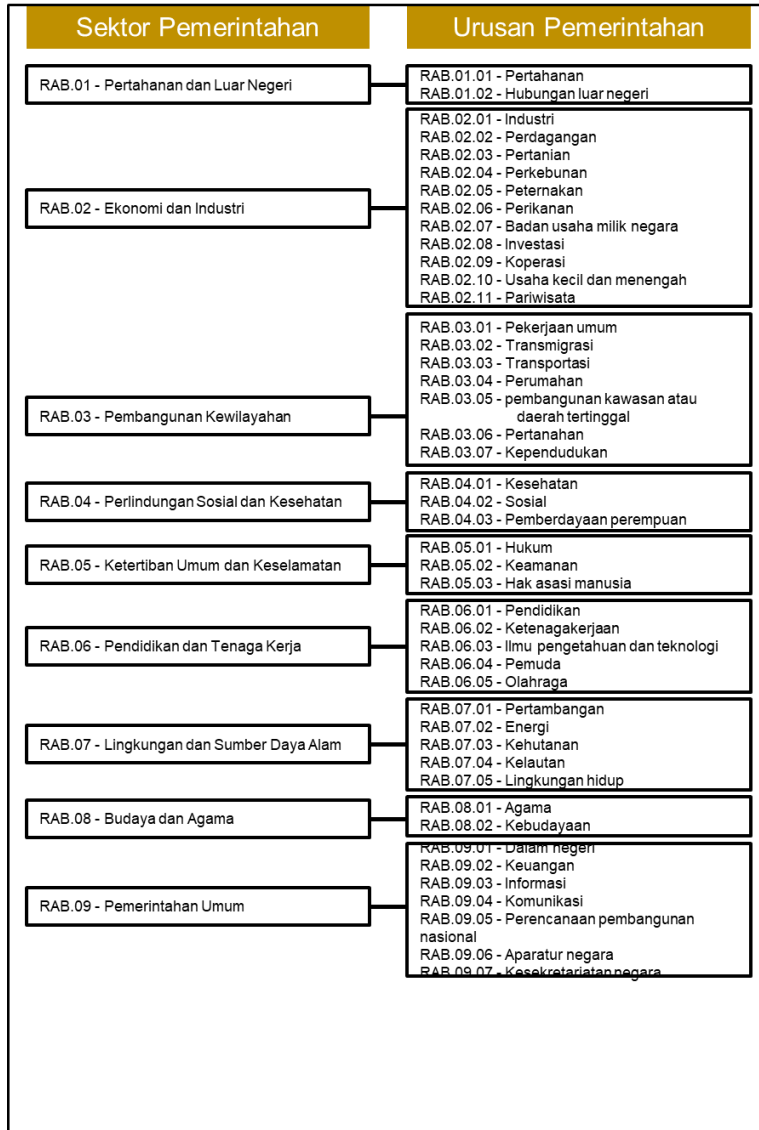 Sektor Pemerintahan
Urusan Pemerintahan
RAB.01 - Pertahanan dan Luar Negeri
RAB.01.01 - Pertahanan
RAB.01.02 - Hubungan luar negeri
RAB.02 - Ekonomi dan Industri
RAB.02.01 - Industri
RAB.02.02 - Perdagangan
RAB.02.03 - Pertanian
RAB.02.04 - Perkebunan
RAB.02.05 - Peternakan
RAB.02.06 - Perikanan
RAB.02.07 - Badan usaha milik negara
RAB.02.08 - Investasi
RAB.02.09 - Koperasi
RAB.02.10 - Usaha kecil dan menengah
RAB.02.11 - Pariwisata
RAB.03 - Pembangunan Kewilayahan
RAB.03.01 - Pekerjaan umum
RAB.03.02 - Transmigrasi
RAB.03.03 - Transportasi
RAB.03.04 - Perumahan
RAB.03.05 - pembangunan kawasan atau
daerah tertinggal
RAB.03.06 - Pertanahan
RAB.03.07 - Kependudukan
RAB.04 - Perlindungan Sosial dan Kesehatan
RAB.04.01 - Kesehatan
RAB.04.02 - Sosial
RAB.04.03 - Pemberdayaan perempuan
RAB.05 - Ketertiban Umum dan Keselamatan
RAB.05.01 - Hukum
RAB.05.02 - Keamanan
RAB.05.03 - Hak asasi manusia
RAB.06 - Pendidikan dan Tenaga Kerja
RAB.06.01 - Pendidikan
RAB.06.02 - Ketenagakerjaan
RAB.06.03 - Ilmu pengetahuan dan teknologi
RAB.06.04 - Pemuda
RAB.06.05 - Olahraga
RAB.07 - Lingkungan dan Sumber Daya Alam
RAB.07.01 - Pertambangan
RAB.07.02 - Energi
RAB.07.03 - Kehutanan
RAB.07.04 - Kelautan
RAB.07.05 - Lingkungan hidup
RAB.08 - Budaya dan Agama
RAB.08.01 - Agama
RAB.08.02 - Kebudayaan
RAB.09 - Pemerintahan Umum
RAB.09.01 - Dalam negeri
RAB.09.02 - Keuangan
RAB.09.03 - Informasi
RAB.09.04 - Komunikasi
RAB.09.05 - Perencanaan pembangunan
nasional
RAB.09.06 - Aparatur negara
RAB.09.07 - Kesekretariatan negara